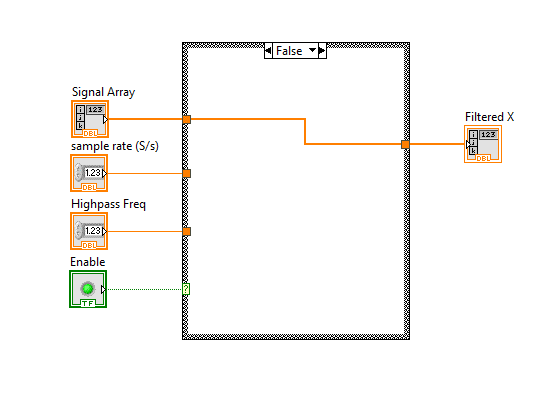 False
Signal Array
i
j
k
123
DBL
Filtered X
i
j
k
123
DBL
sample rate (S/s)
1.23
DBL
Highpass Freq
1.23
DBL
Enable
TF
?